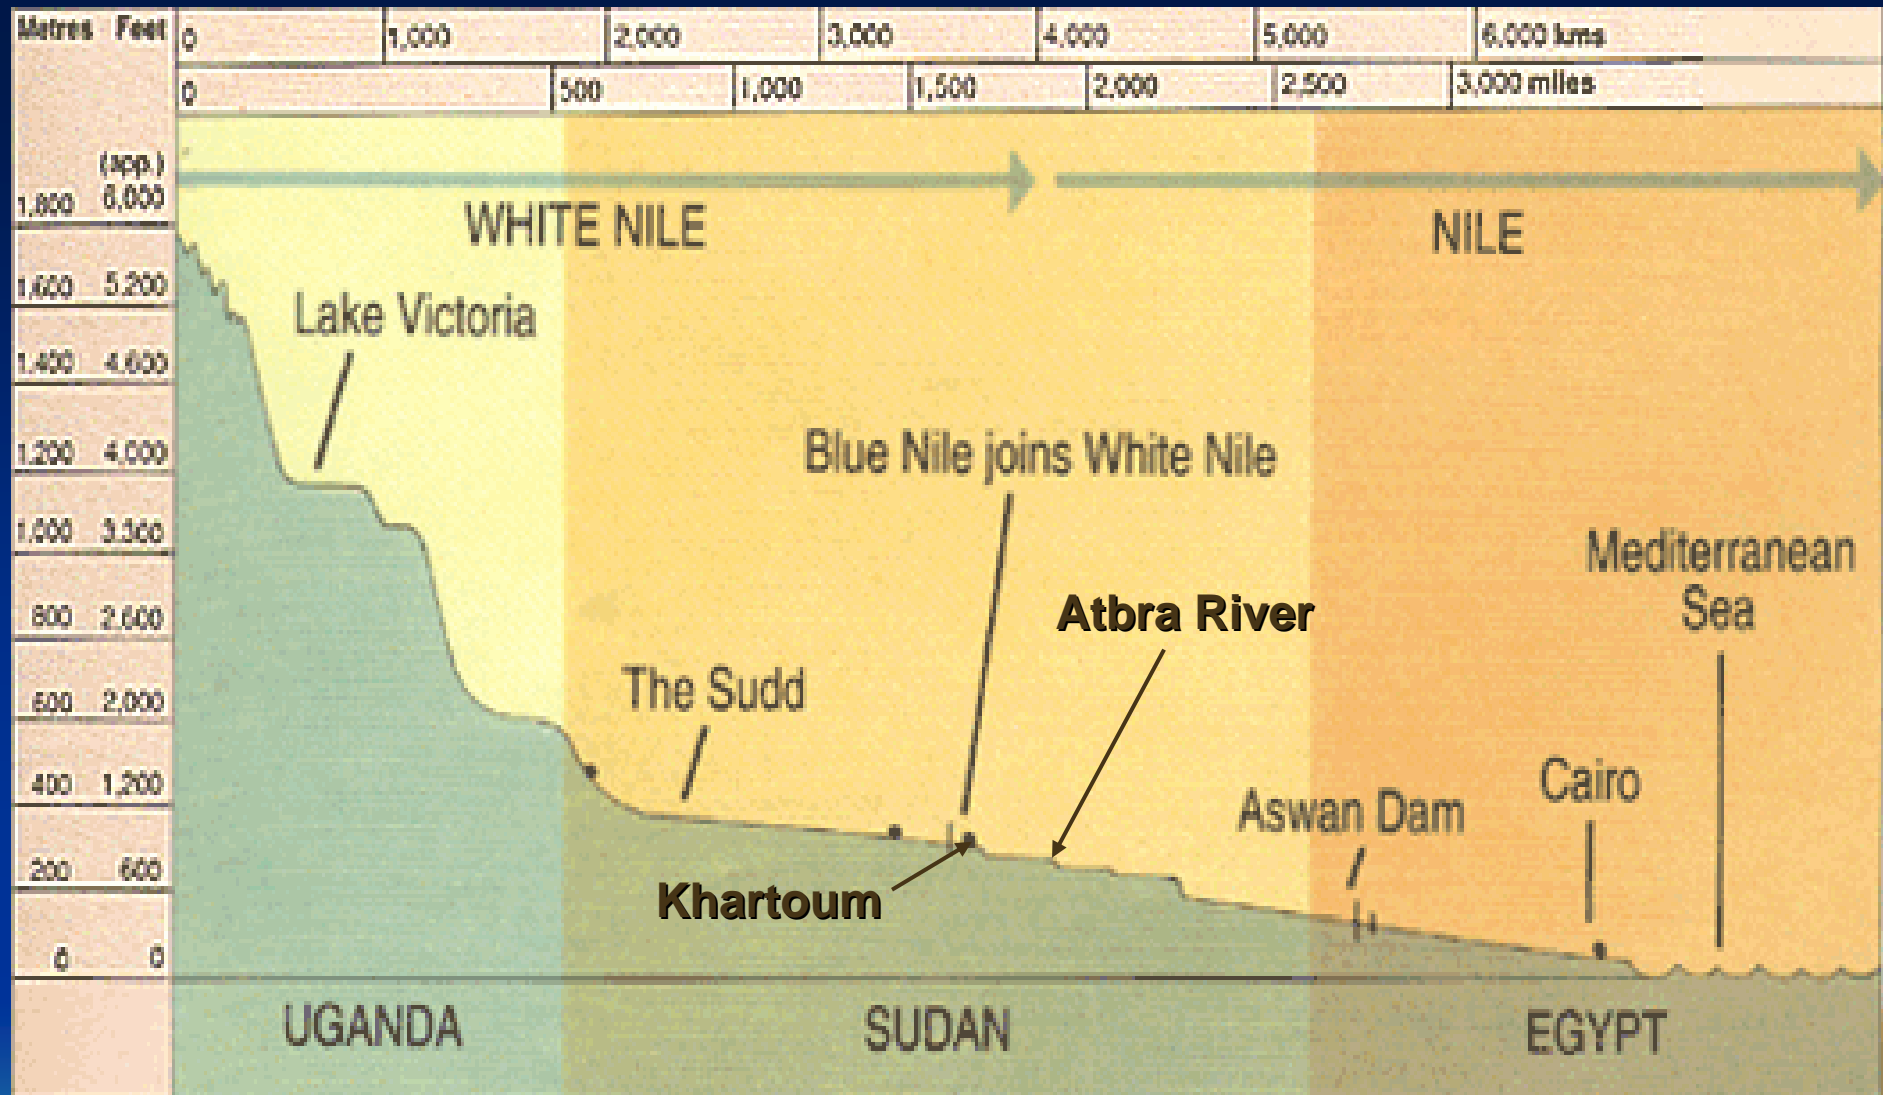 Metres Feet 0 1,000 2,000 3,000 4,000 5,000 6,000 kms
0 500 1,000 1,500 2,000 2,500 3,000 miles
(app.)
1,800 6,000
WHITE NILE
NILE
1,600 5,200
Lake Victoria
1,400 4,600
1,200 4,000
Blue Nile joins White Nile
1,000 3,300
Mediterranean
Sea
800 2,600
Atbra River
600 2,000
The Sudd
400 1,200
Aswan Dam
Cairo
200 600
Khartoum
0 0
UGANDA
SUDAN
EGYPT